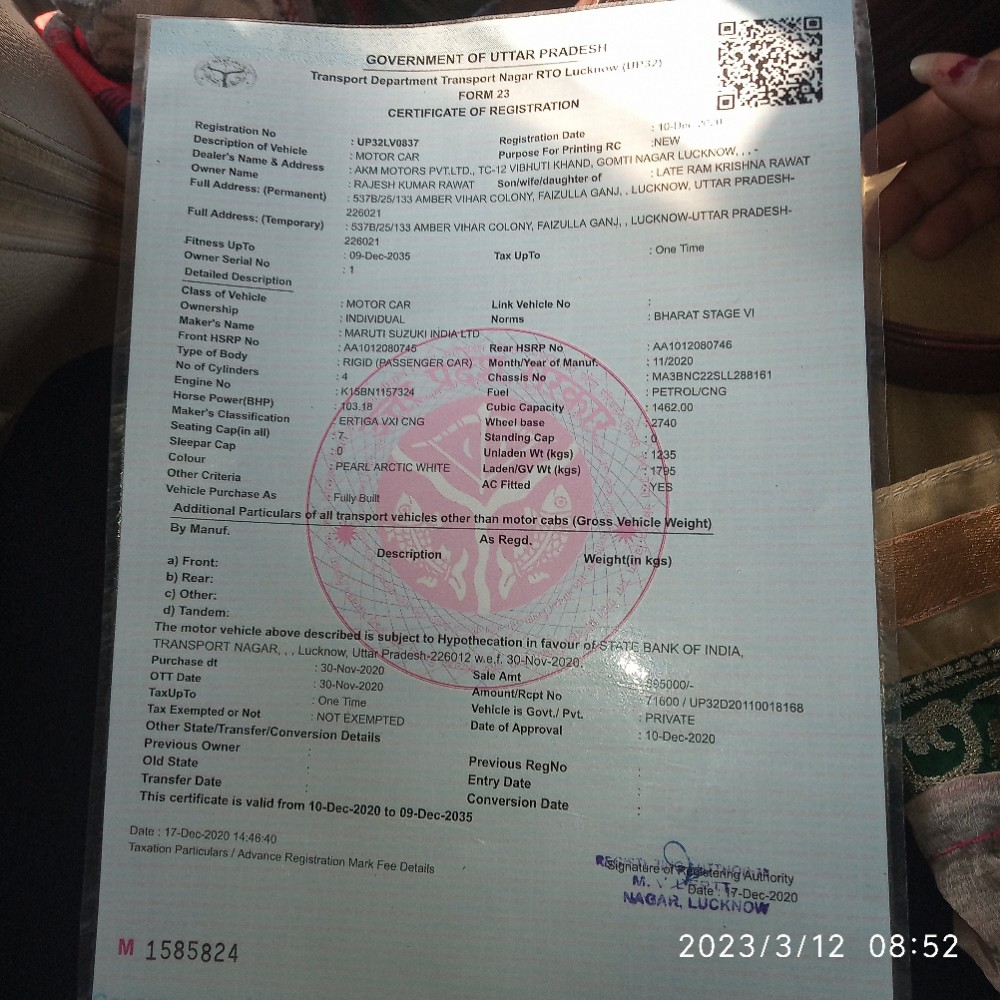 GOVERNMENT OF UTTAR PRADESH
Transport Department Transport Nagar RTO Lucknow (UP32)
FORM 23
CERTIFICATE OF REGISTRATION
Registration No : UP32LV0837 Registration Date : 10-Dec-
Description of Vehicle : MOTOR CAR Purpose For Printing RC :NEW
Dealer's Name & Address : AKM MOTORS PVT.LTD., TC-12 VIBHUTI KHAND, GOMTI NAGAR LUCKNOW, , , -
Owner Name : RAJESH KUMAR RAWAT Son/wife/daughter of : LATE RAM KRISHNA RAWAT
Full Address: (Permanent) : 537B/25/133 AMBER VIHAR COLONY, FAIZULLA GANJ, , LUCKNOW, UTTAR PRADESH-
226021
Full Address: (Temporary) : 537B/25/133 AMBER VIHAR COLONY, FAIZULLA GANJ, , LUCKNOW-UTTAR PRADESH-
226021
Fitness UpTo : 09-Dec-2035 Tax UpTo : One Time
Owner Serial No : 1
Detailed Description
Class of Vehicle : MOTOR CAR Link Vehicle No :
Ownership : INDIVIDUAL Norms : BHARAT STAGE VI
Maker's Name : MARUTI SUZUKI INDIA LTD
Front HSRP No : AA1012080745 Rear HSRP No : AA1012080746
Type of Body : RIGID (PASSENGER CAR) Month/Year of Manuf. : 11/2020
No of Cylinders : 4 Chassis No : MA3BNC22SLL288161
Engine No : K15BN1157324 Fuel : PETROL/CNG
Horse Power(BHP) : 103.18 Cubic Capacity : 1462.00
Maker's Classification : ERTIGA VXI CNG Wheel base : 2740
Seating Cap(in all) : 7 Standing Cap : 0
Sleepar Cap : 0 Unladen Wt (kgs) : 1235
Colour : PEARL ARCTIC WHITE Laden/GV Wt (kgs) : 1795
Other Criteria AC Fitted : YES
Vehicle Purchase As : Fully Built
Additional Particulars of all transport vehicles other than motor cabs (Gross Vehicle Weight)
By Manuf. As Regd.
Description Weight(in kgs)
a) Front:
b) Rear:
c) Other:
d) Tandem:
The motor vehicle above described is subject to Hypothecation in favour of STATE BANK OF INDIA,
TRANSPORT NAGAR, , , Lucknow, Uttar Pradesh-226012 w.e.f. 30-Nov-2020.
Purchase dt : 30-Nov-2020 Sale Amt 895000/-
OTT Date : 30-Nov-2020 Amount/Rcpt No : 71600 / UP32D20110018168
TaxUpTo : One Time Vehicle is Govt./ Pvt. : PRIVATE
Tax Exempted or Not : NOT EXEMPTED Date of Approval : 10-Dec-2020
Other State/Transfer/Conversion Details
Previous Owner : Previous RegNo :
Old State : Entry Date :
Transfer Date : Conversion Date :
This certificate is valid from 10-Dec-2020 to 09-Dec-2035
Date : 17-Dec-2020 14:46:40
Taxation Particulars / Advance Registration Mark Fee Details
Signature of Registering Authority
Date : 17-Dec-2020
NAGAR, LUCKNOW
M 1585824
2023/3/12 08:52